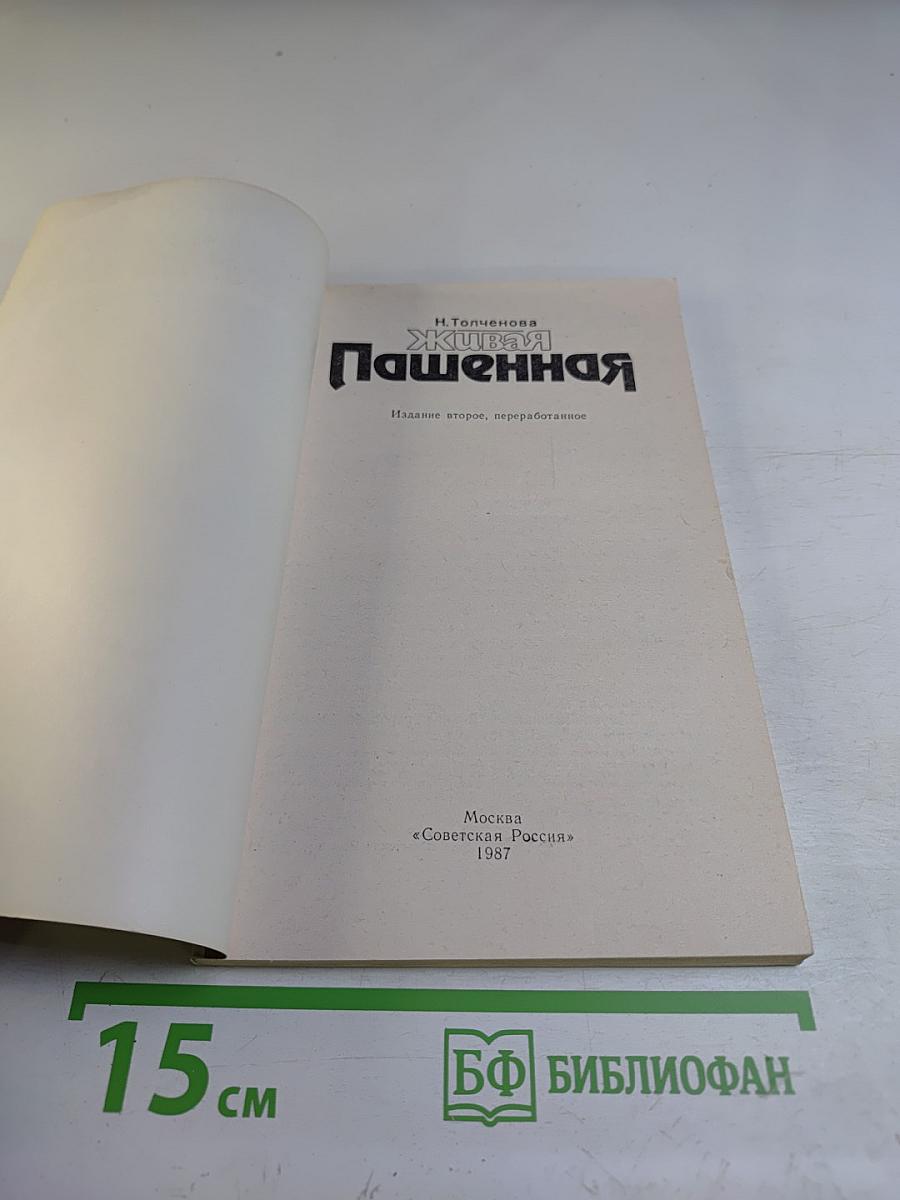 Н. Толченова
Живая
Пашенная
Издание второе, переработанное
Москва
«Советская Россия»
1987
15 см
БФ БИБЛИОФАН